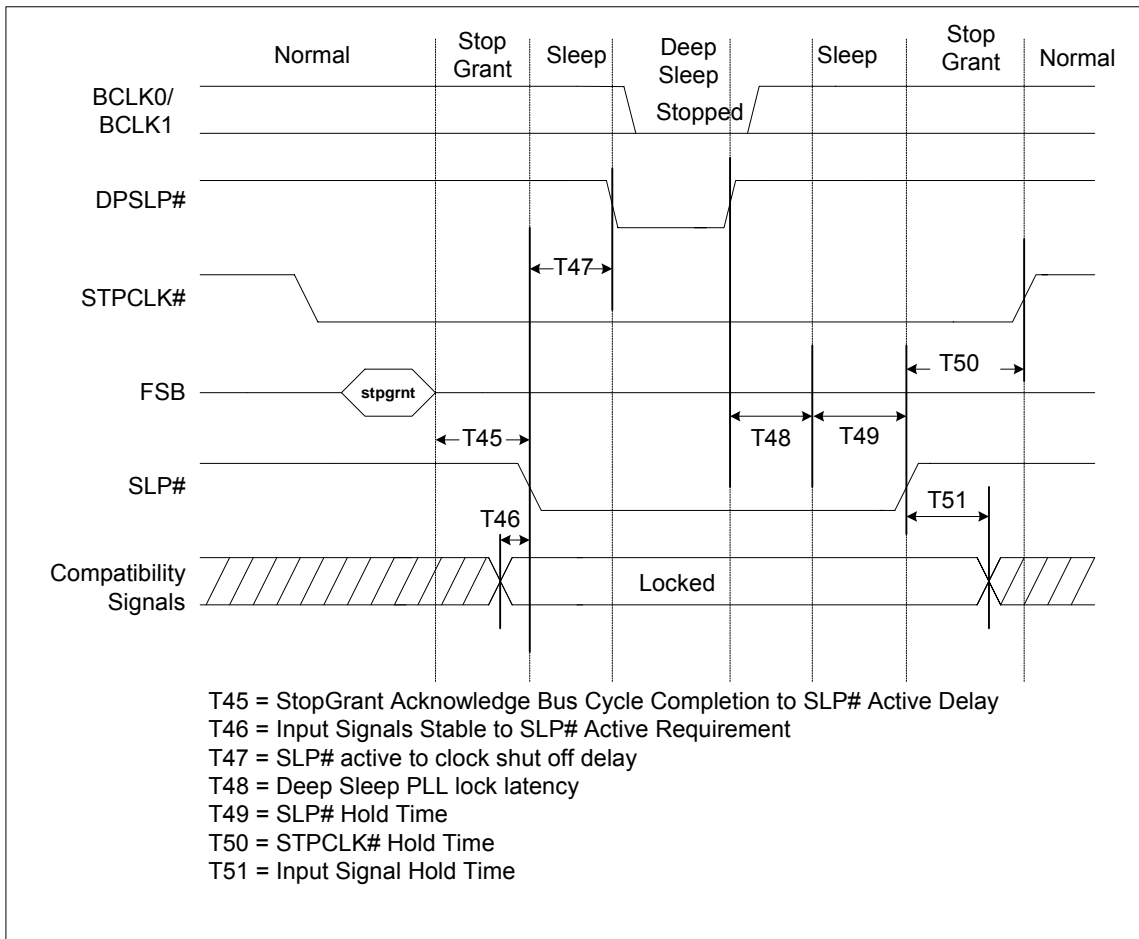 Normal
Stop
Grant
Sleep
Deep
Sleep
Sleep
Stop
Grant
Normal
BCLK0/
BCLK1
Stopped
DPSLP#
T47
STPCLK#
T50
FSB
stpgrnt
T45
T48
T49
SLP#
T46
T51
Compatibility
Signals
Locked
T45 = StopGrant Acknowledge Bus Cycle Completion to SLP# Active Delay
T46 = Input Signals Stable to SLP# Active Requirement
T47 = SLP# active to clock shut off delay
T48 = Deep Sleep PLL lock latency
T49 = SLP# Hold Time
T50 = STPCLK# Hold Time
T51 = Input Signal Hold Time